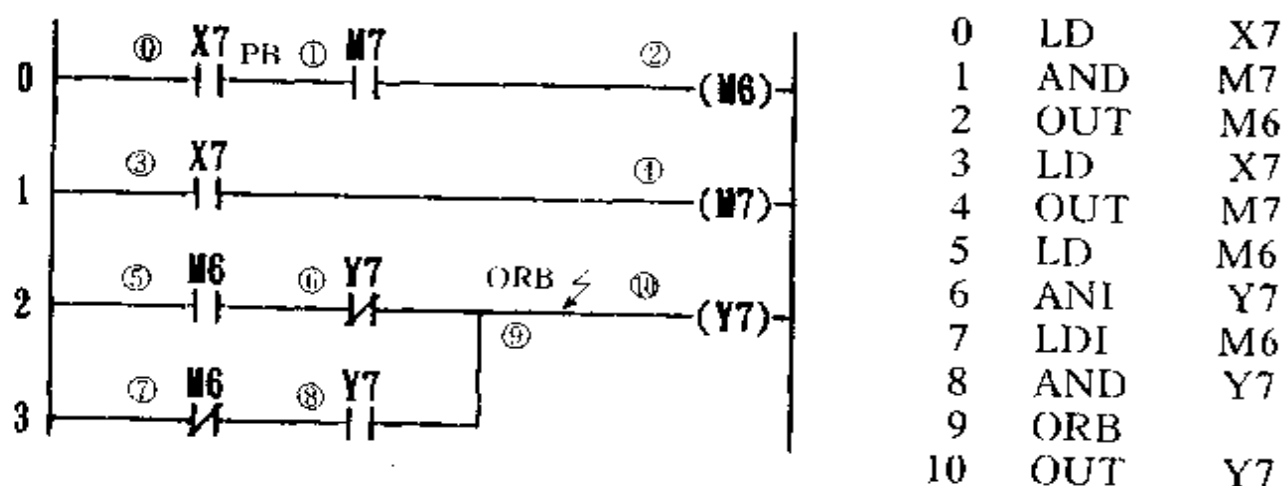 ⓪ X7 PB ① M7 ②
0 (M6)
③ X7 ④
1 (M7)
⑤ M6 ⑥ Y7 ORB ⑩
2 (Y7)
⑨
⑦ M6 ⑧ Y7
3
0 LD X7
1 AND M7
2 OUT M6
3 LD X7
4 OUT M7
5 LD M6
6 ANI Y7
7 LDI M6
8 AND Y7
9 ORB
10 OUT Y7